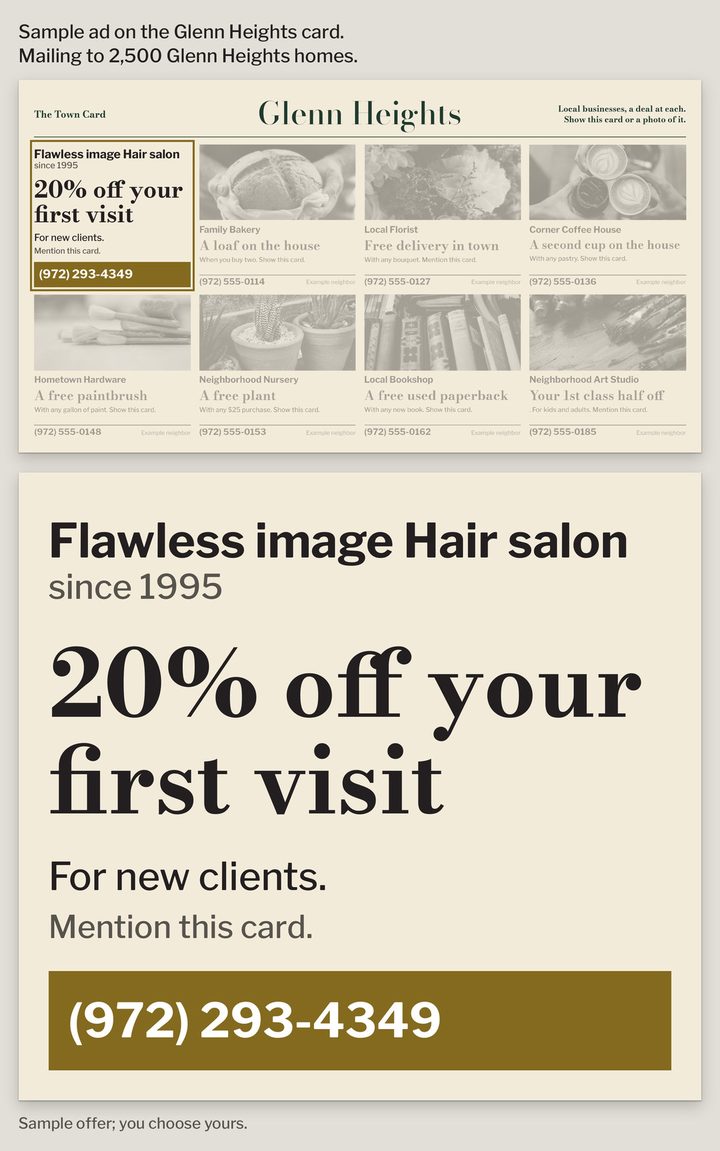 Sample ad on the Glenn Heights card.
Mailing to 2,500 Glenn Heights homes.
The Town Card
Glenn Heights
Local businesses, a deal at each.
Show this card or a photo of it.
Flawless image Hair salon
since 1995
20% off your
first visit
For new clients.
Mention this card.
(972) 293-4349
Family Bakery
A loaf on the house
When you buy two. Show this card.
(972) 555-0114
Example neighbor
Local Florist
Free delivery in town
With any bouquet. Mention this card.
(972) 555-0127
Example neighbor
Corner Coffee House
A second cup on the house
With any pastry. Show this card.
(972) 555-0136
Example neighbor
Hometown Hardware
A free paintbrush
With any gallon of paint. Show this card.
(972) 555-0148
Example neighbor
Neighborhood Nursery
A free plant
With any $25 purchase. Show this card.
(972) 555-0153
Example neighbor
Local Bookshop
A free used paperback
With any new book. Show this card.
(972) 555-0162
Example neighbor
Neighborhood Art Studio
Your 1st class half off
For kids and adults. Mention this card.
(972) 555-0185
Example neighbor
Flawless image Hair salon
since 1995
20% off your
first visit
For new clients.
Mention this card.
(972) 293-4349
Sample offer; you choose yours.